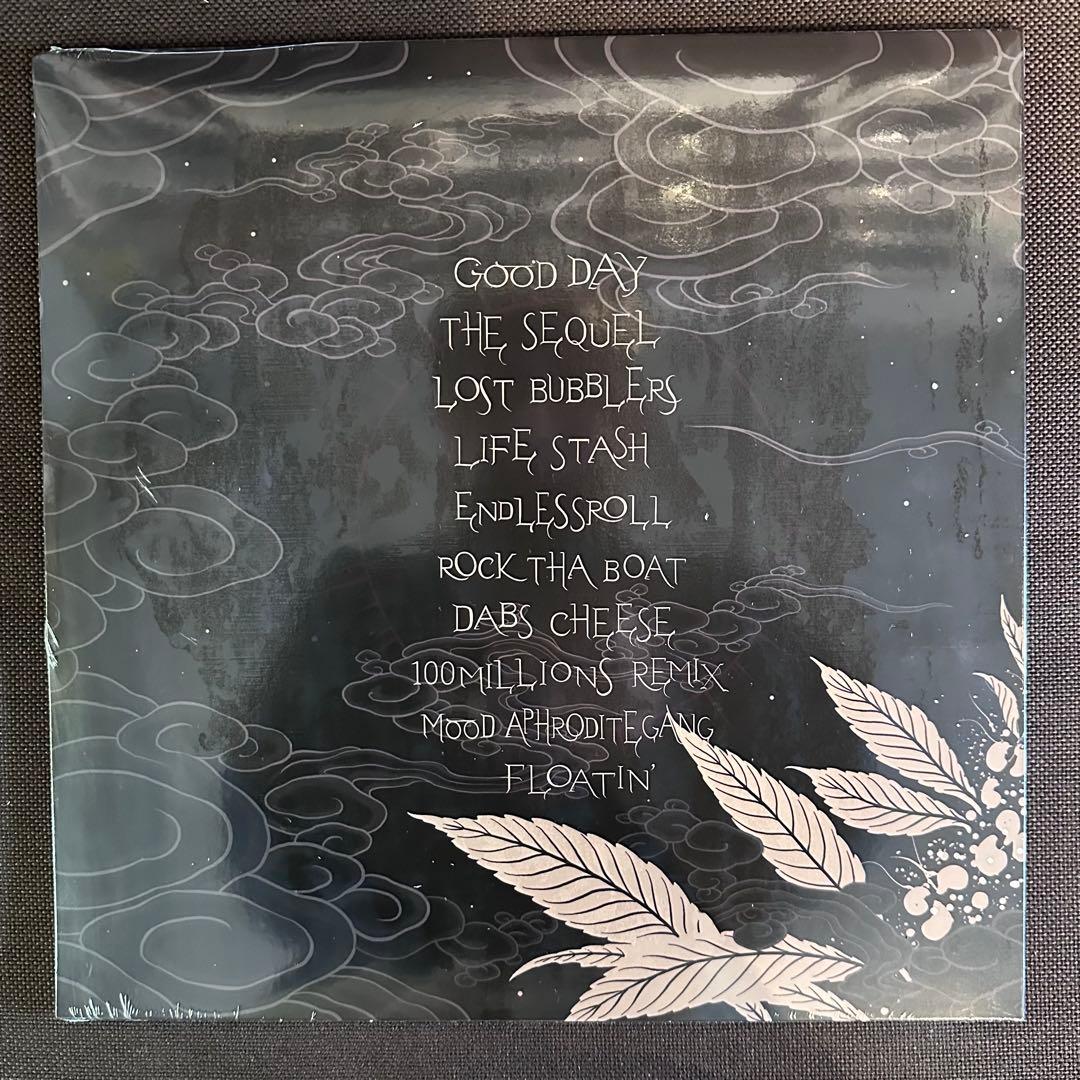 GOOD DAY
THE SEQUEL
LOST BUBBLERS
LIFE STASH
ENDLESSROLL
ROCK THA BOAT
DABS CHEESE
100MILLIONS REMIX
MOOD APHRODITEGANG
FLOATIN'